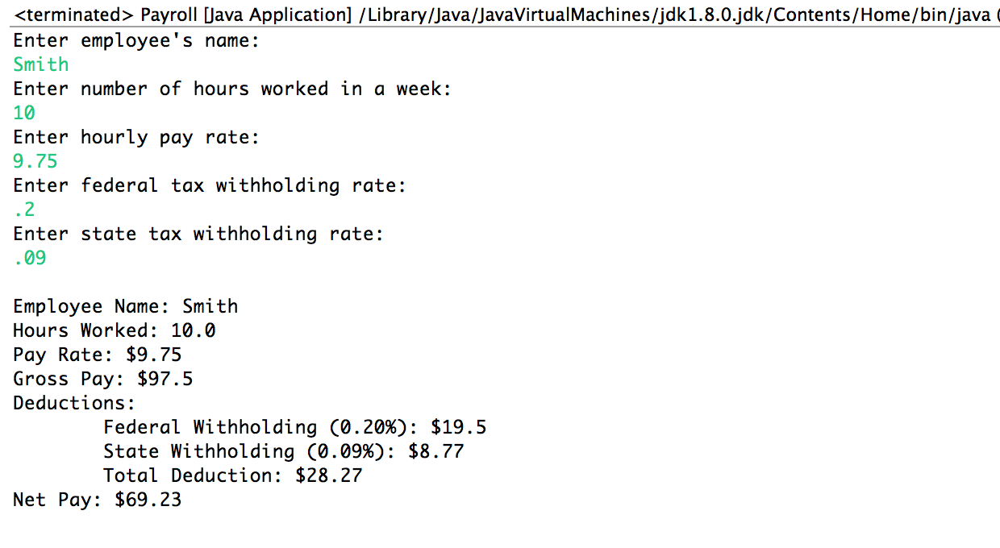 <terminated> Payroll [Java Application] /Library/Java/JavaVirtualMachines/jdk1.8.0.jdk/Contents/Home/bin/java (
Enter employee's name:
Smith
Enter number of hours worked in a week:
10
Enter hourly pay rate:
9.75
Enter federal tax withholding rate:
.2
Enter state tax withholding rate:
.09
Employee Name: Smith
Hours Worked: 10.0
Pay Rate: $9.75
Gross Pay: $97.5
Deductions:
Federal Withholding (0.20%): $19.5
State Withholding (0.09%): $8.77
Total Deduction: $28.27
Net Pay: $69.23